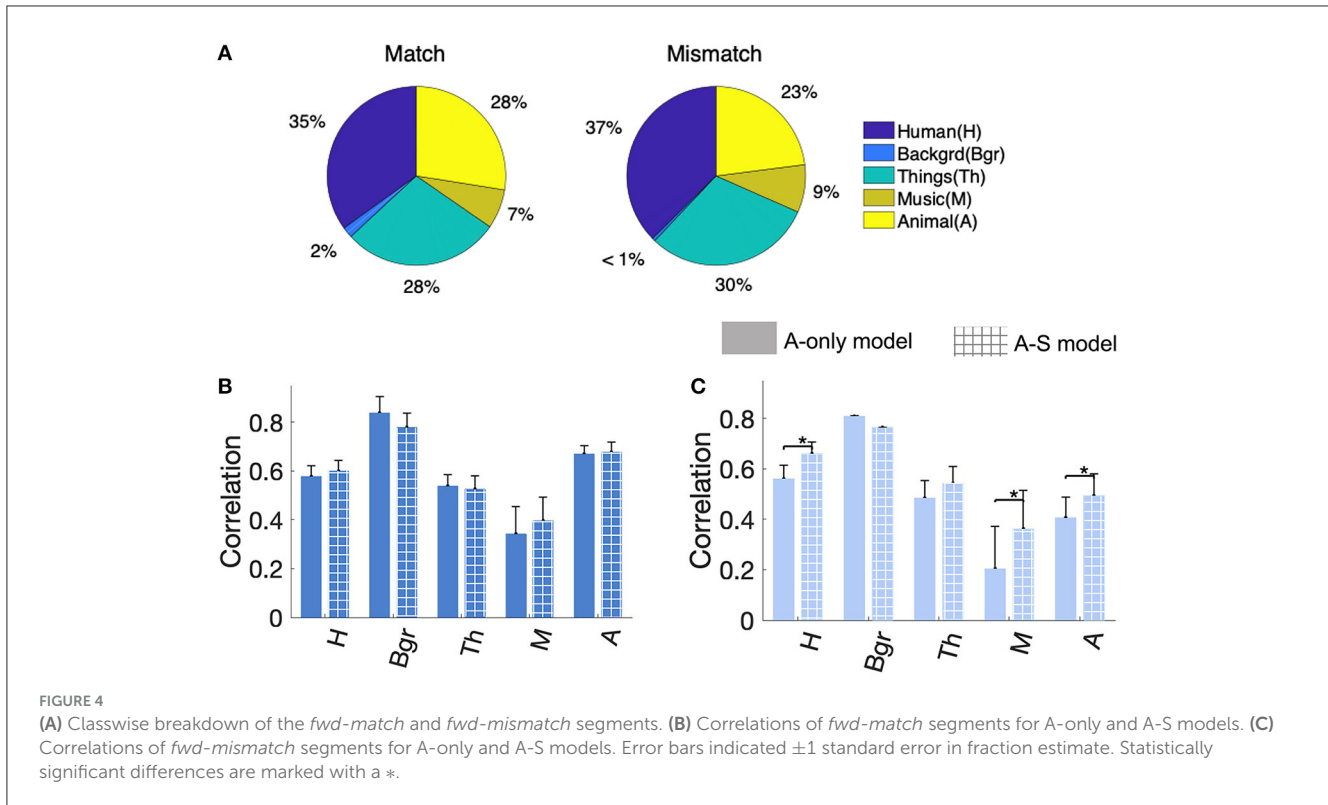 A
Match
Mismatch
35%
28%
7%
28%
2%
37%
23%
9%
30%
< 1%
Human(H)
Backgrd(Bgr)
Things(Th)
Music(M)
Animal(A)
A-only model
A-S model
B
Correlation
0.8
0.6
0.4
0.2
0
H
Bgr
Th
M
A
C
Correlation
0.8
0.6
0.4
0.2
0
*
*
*
H
Bgr
Th
M
A
FIGURE 4
(A) Classwise breakdown of the fwd-match and fwd-mismatch segments. (B) Correlations of fwd-match segments for A-only and A-S models. (C)
Correlations of fwd-mismatch segments for A-only and A-S models. Error bars indicated ±1 standard error in fraction estimate. Statistically
significant differences are marked with a ∗.